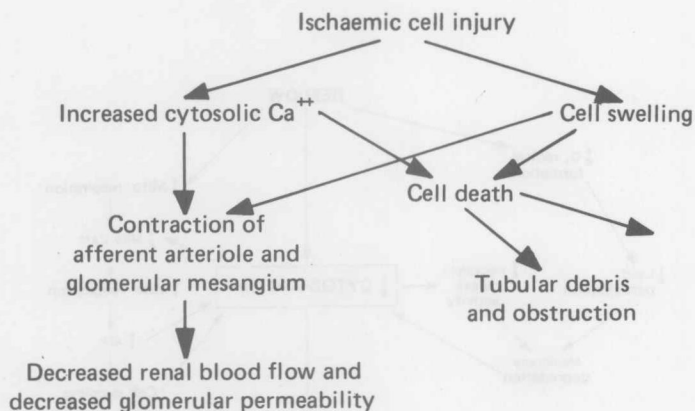 Ischaemic cell injury
Increased cytosolic Ca⁺⁺
Cell swelling
Cell death
Contraction of
afferent arteriole and
glomerular mesangium
Tubular debris
and obstruction
Decreased renal blood flow and
decreased glomerular permeability